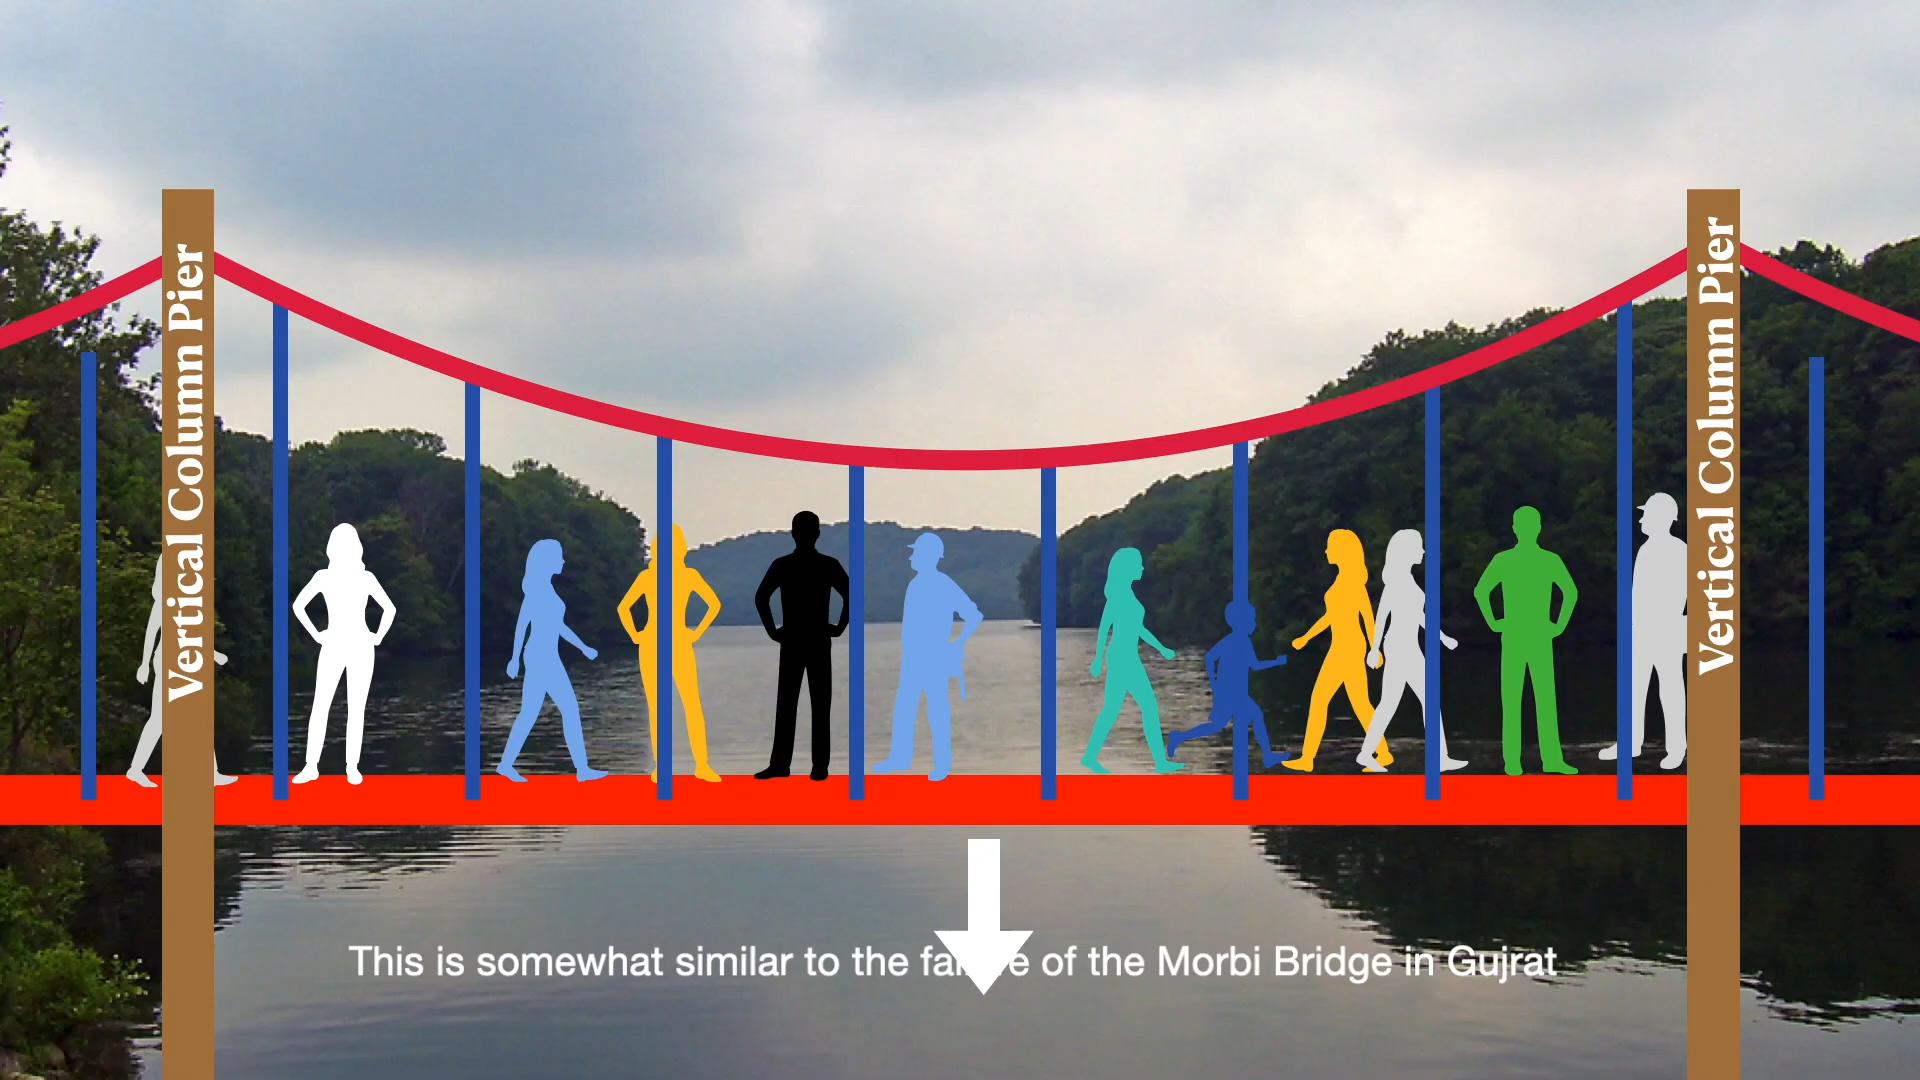 Vertical Column Pier
Vertical Column Pier
This is somewhat similar to the of the Morbi Bridge in Gujrat